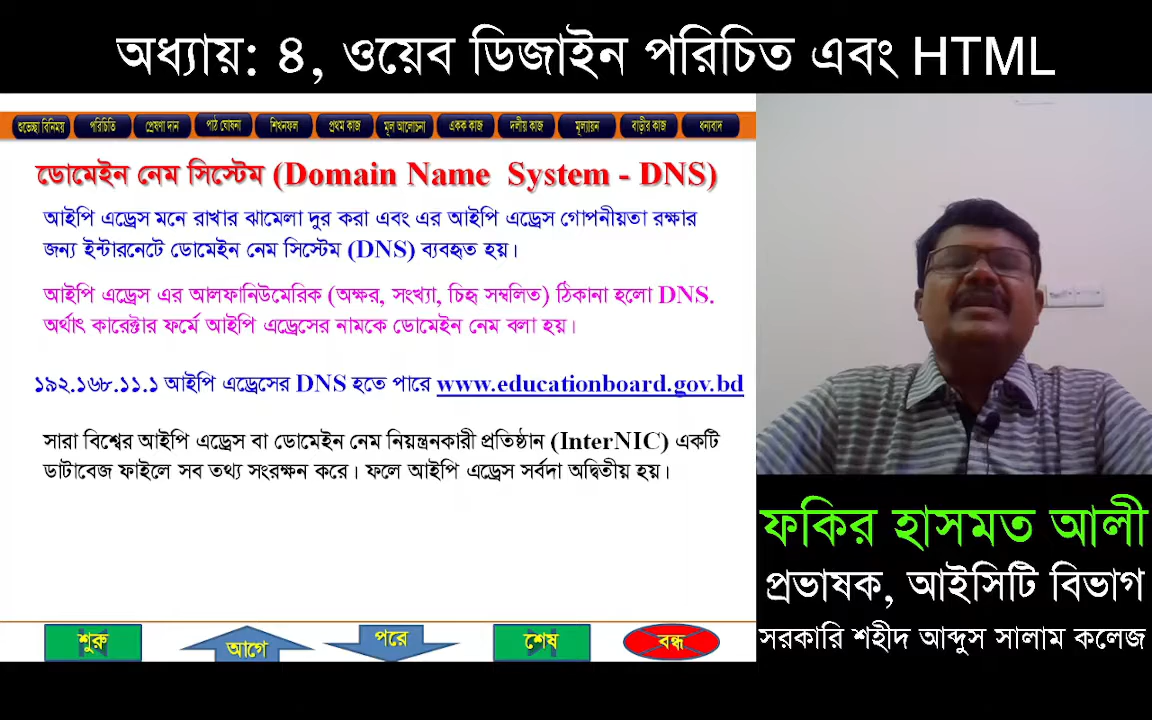 অধ্যায়: ৪, ওয়েব ডিজাইন পরিচিত এবং HTML
শুভেচ্ছা বিনিময় পরিচিতি প্রেষণা দান পাঠ ঘোষনা শিখনফল প্রথম কাজ মূল আলোচনা একক কাজ দলীয় কাজ মূল্যায়ন বাড়ীর কাজ ধন্যবাদ
ডোমেইন নেম সিস্টেম (Domain Name System - DNS)
আইপি এড্রেস মনে রাখার ঝামেলা দুর করা এবং এর আইপি এড্রেস গোপনীয়তা রক্ষার
জন্য ইন্টারনেটে ডোমেইন নেম সিস্টেম (DNS) ব্যবহৃত হয়।
আইপি এড্রেস এর আলফানিউমেরিক (অক্ষর, সংখ্যা, চিহ্ন সম্বলিত) ঠিকানা হলো DNS.
অর্থাৎ কারেক্টার ফর্মে আইপি এড্রেসের নামকে ডোমেইন নেম বলা হয়।
১৯২.১৬৮.১১.১ আইপি এড্রেসের DNS হতে পারে www.educationboard.gov.bd
সারা বিশ্বের আইপি এড্রেস বা ডোমেইন নেম নিয়ন্ত্রনকারী প্রতিষ্ঠান (InterNIC) একটি
ডাটাবেজ ফাইলে সব তথ্য সংরক্ষন করে। ফলে আইপি এড্রেস সর্বদা অদ্বিতীয় হয়।
শুরু আগে পরে শেষ বন্ধ
ফকির হাসমত আলী
প্রভাষক, আইসিটি বিভাগ
সরকারি শহীদ আব্দুস সালাম কলেজ